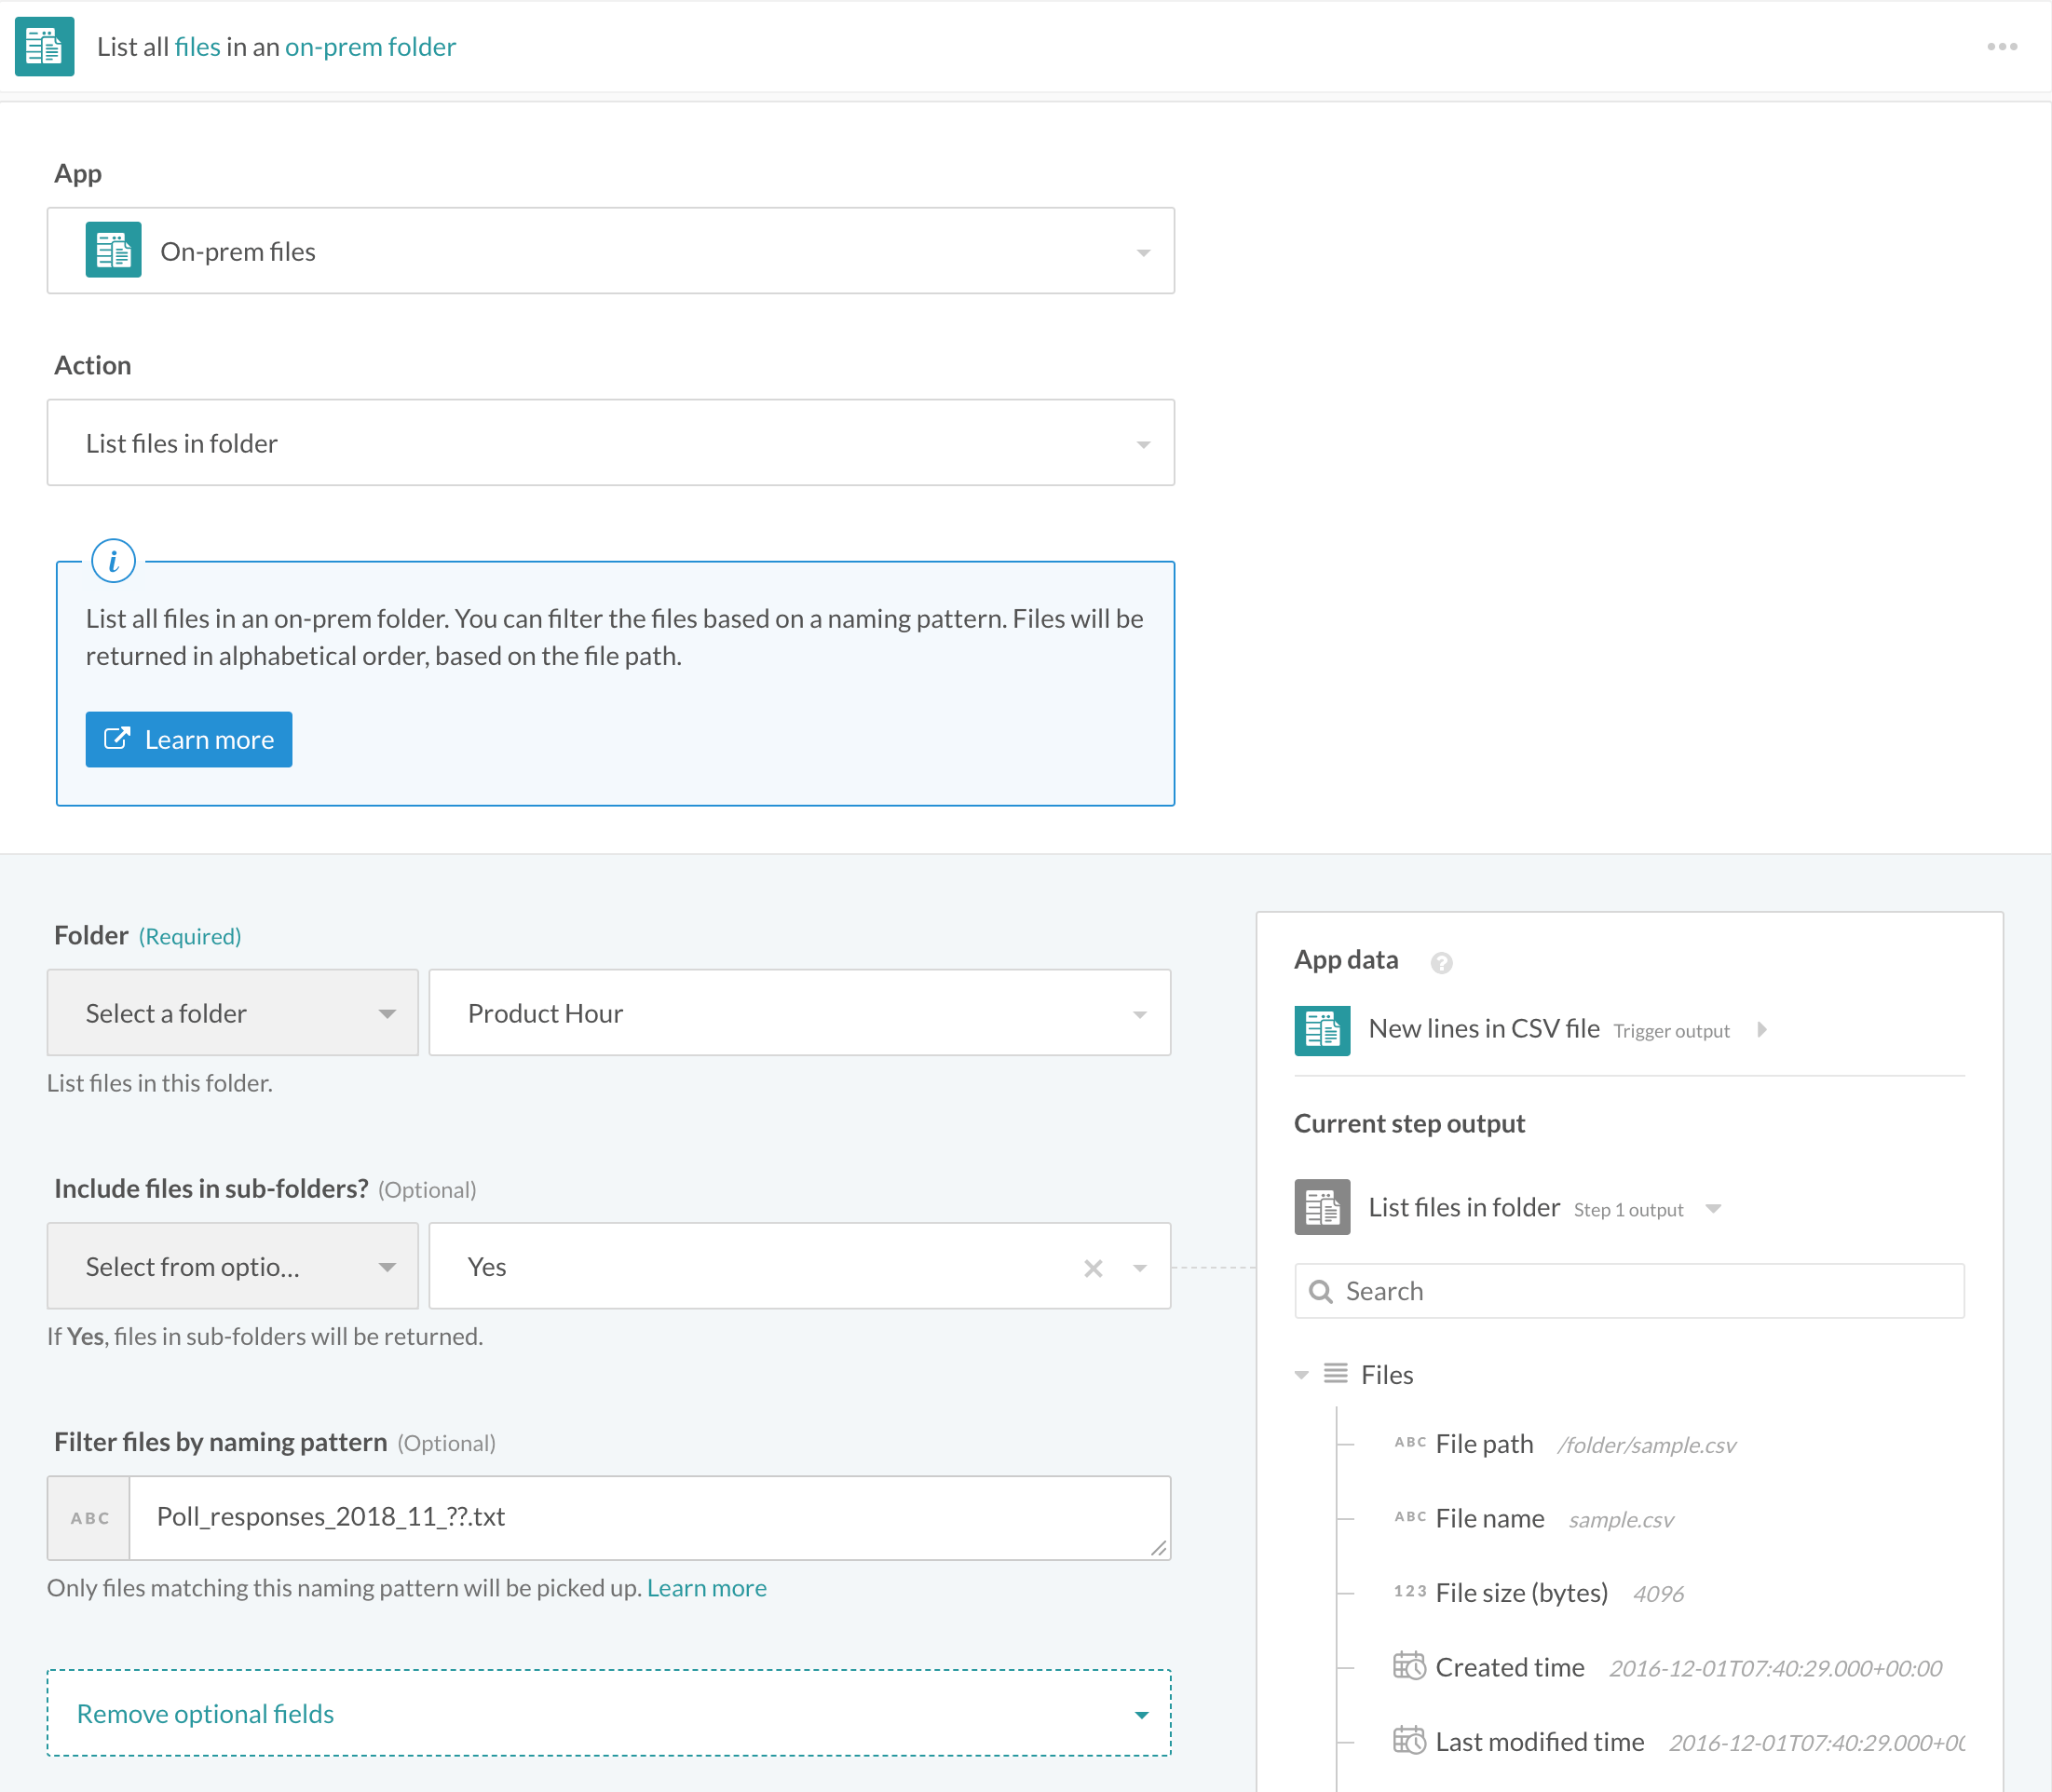 List all files in an on-prem folder
App
On-prem files
Action
List files in folder
i
List all files in an on-prem folder. You can filter the files based on a naming pattern. Files will be
returned in alphabetical order, based on the file path.
Learn more
Folder (Required)
Select a folder
Product Hour
List files in this folder.
Include files in sub-folders? (Optional)
Select from optio...
Yes
If Yes, files in sub-folders will be returned.
Filter files by naming pattern (Optional)
ABC
Poll_responses_2018_11_??.txt
Only files matching this naming pattern will be picked up. Learn more
Remove optional fields
App data ?
New lines in CSV file Trigger output
Current step output
List files in folder Step 1 output
Search
Files
ABC File path /folder/sample.csv
ABC File name sample.csv
123 File size (bytes) 4096
Created time 2016-12-01T07:40:29.000+00:00
Last modified time 2016-12-01T07:40:29.000+00